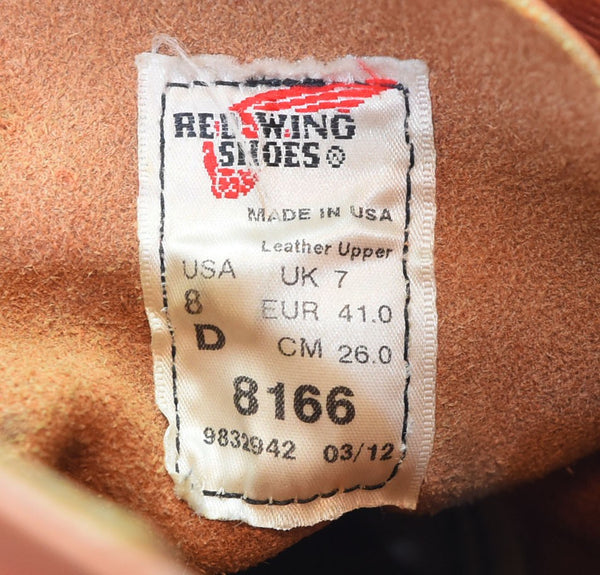 RED WING
SHOES®
MADE IN USA
Leather Upper
USA UK 7
8 EUR 41.0
D CM 26.0
8166
9832942 03/12